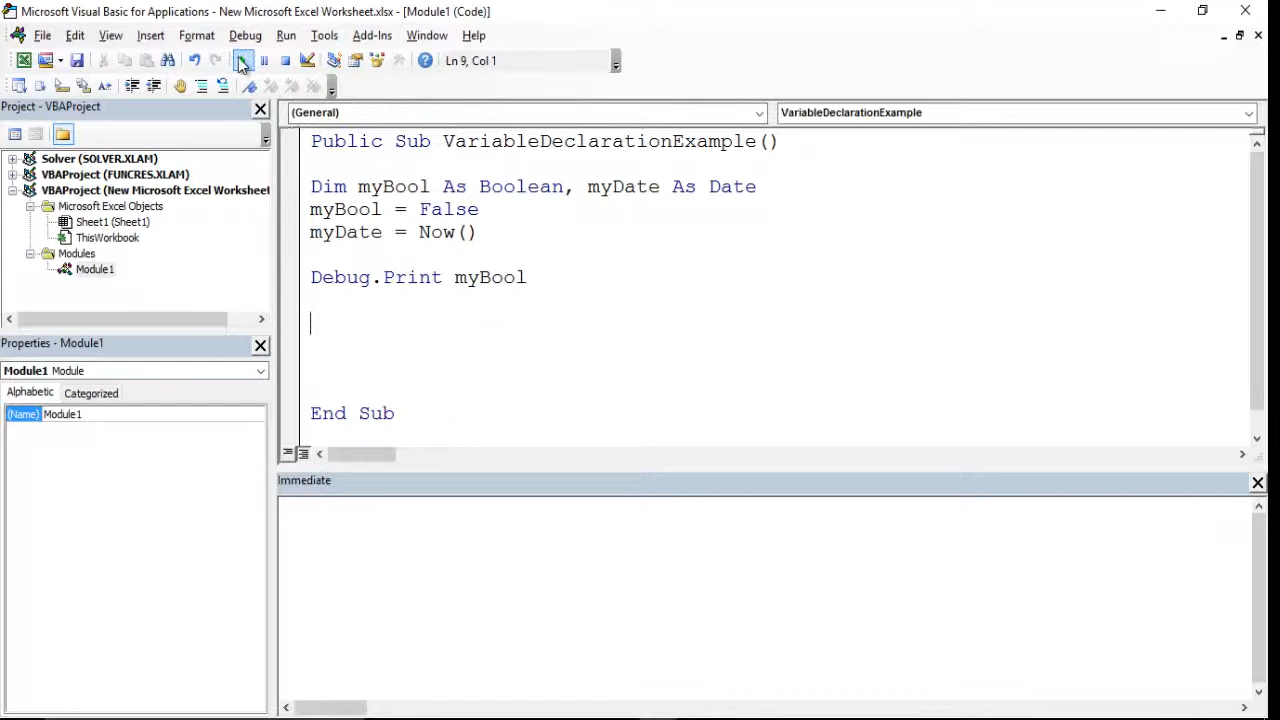 Microsoft Visual Basic for Applications - New Microsoft Excel Worksheet.xlsx - [Module1 (Code)]
File Edit View Insert Format Debug Run Tools Add-Ins Window Help
Ln 9, Col 1
Project - VBAProject
(General)
VariableDeclarationExample
Solver (SOLVER.XLAM)
VBAProject (FUNCRES.XLAM)
VBAProject (New Microsoft Excel Worksheet
Microsoft Excel Objects
Sheet1 (Sheet1)
ThisWorkbook
Modules
Module1
Properties - Module1
Module1 Module
Alphabetic Categorized
(Name) Module1
Public Sub VariableDeclarationExample()
Dim myBool As Boolean, myDate As Date
myBool = False
myDate = Now()
Debug.Print myBool
End Sub
Immediate